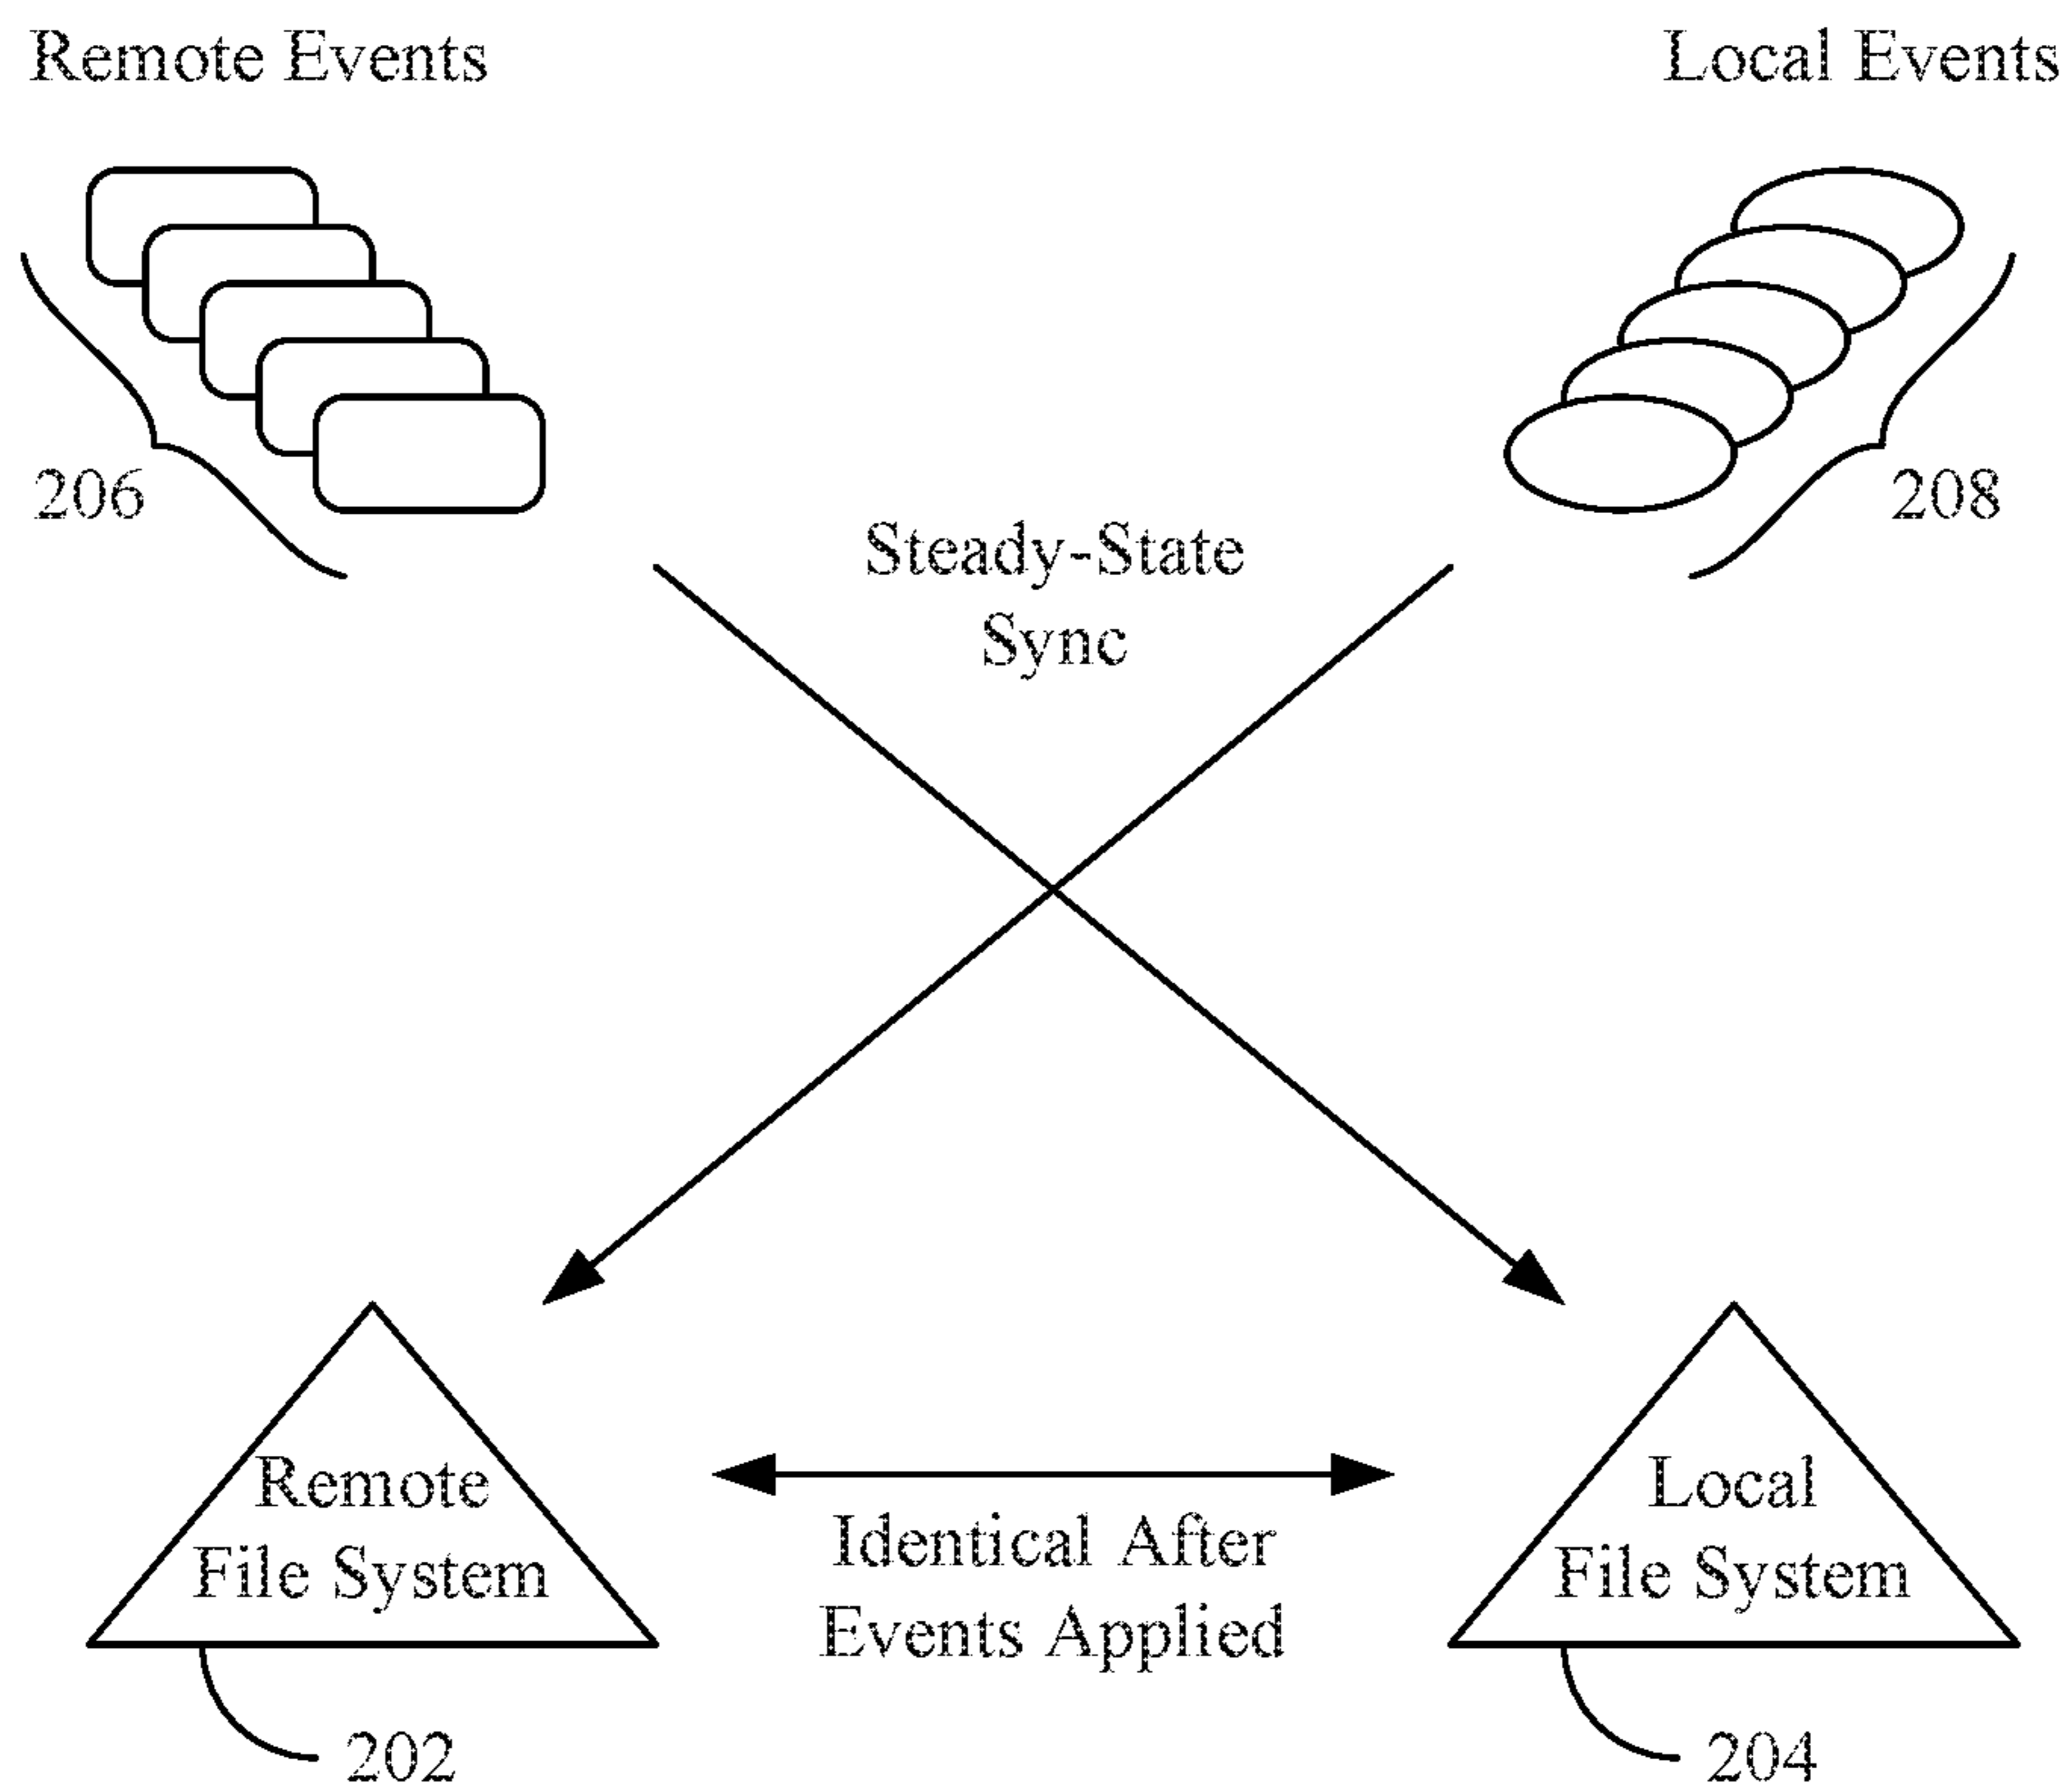 Remote Events
Local Events
206
208
Steady-State
Sync
Remote
File System
Identical After
Events Applied
Local
File System
202
204